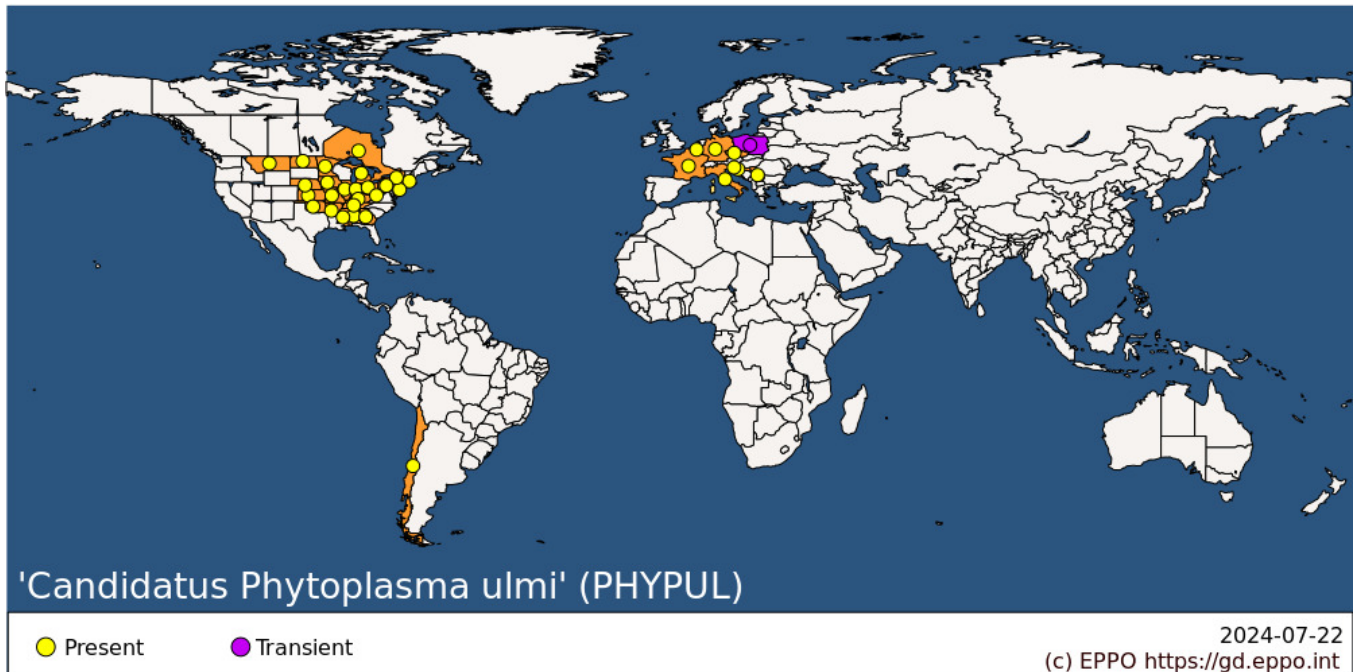 'Candidatus Phytoplasma ulmi' (PHYPUL)
Present
Transient
2024-07-22
(c) EPPO https://gd.eppo.int